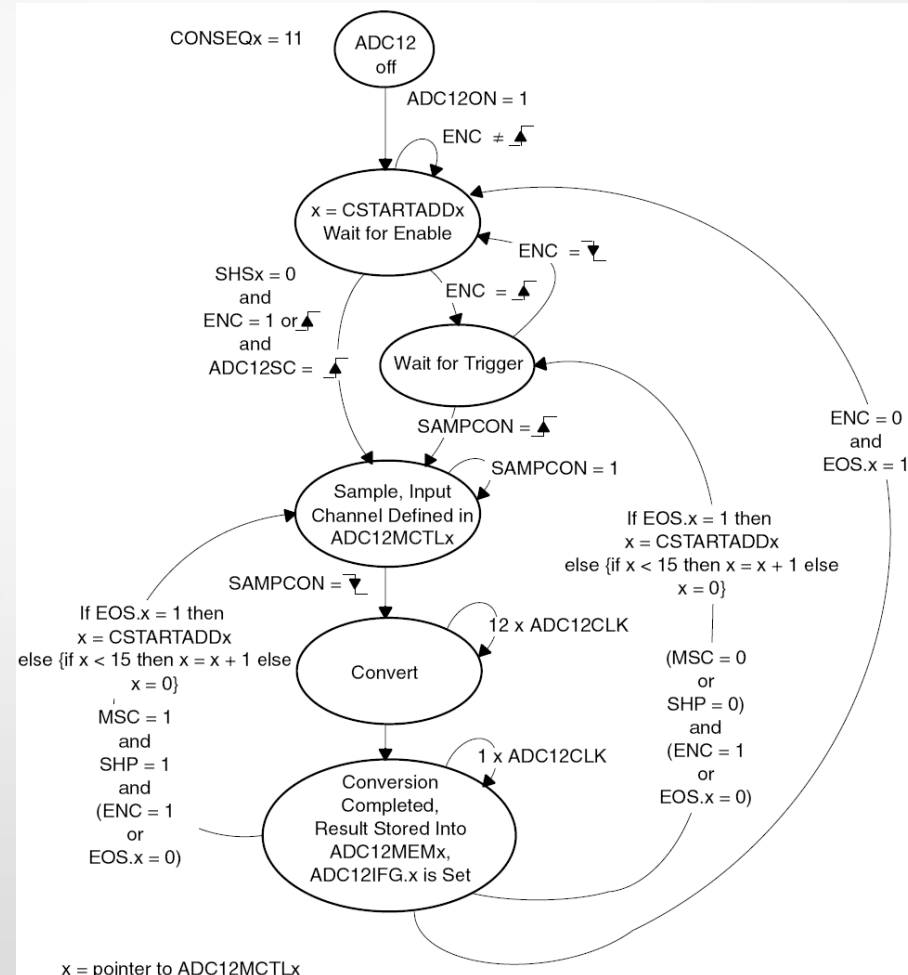 CONSEQx = 11
ADC12
off
ADC12ON = 1
ENC ≠
x = CSTARTADDx
Wait for Enable
ENC =
SHSx = 0
and
ENC = 1 or
and
ADC12SC =
ENC =
Wait for Trigger
SAMPCON =
SAMPCON = 1
ENC = 0
and
EOS.x = 1
Sample, Input
Channel Defined in
ADC12MCTLx
If EOS.x = 1 then
x = CSTARTADDx
else {if x < 15 then x = x + 1 else
x = 0}
SAMPCON =
If EOS.x = 1 then
x = CSTARTADDx
else {if x < 15 then x = x + 1 else
x = 0}
12 x ADC12CLK
Convert
(MSC = 0
or
SHP = 0)
and
(ENC = 1
or
EOS.x = 0)
MSC = 1
and
SHP = 1
and
(ENC = 1
or
EOS.x = 0)
1 x ADC12CLK
Conversion
Completed,
Result Stored Into
ADC12MEMx,
ADC12IFG.x is Set
x = pointer to ADC12MCTLx